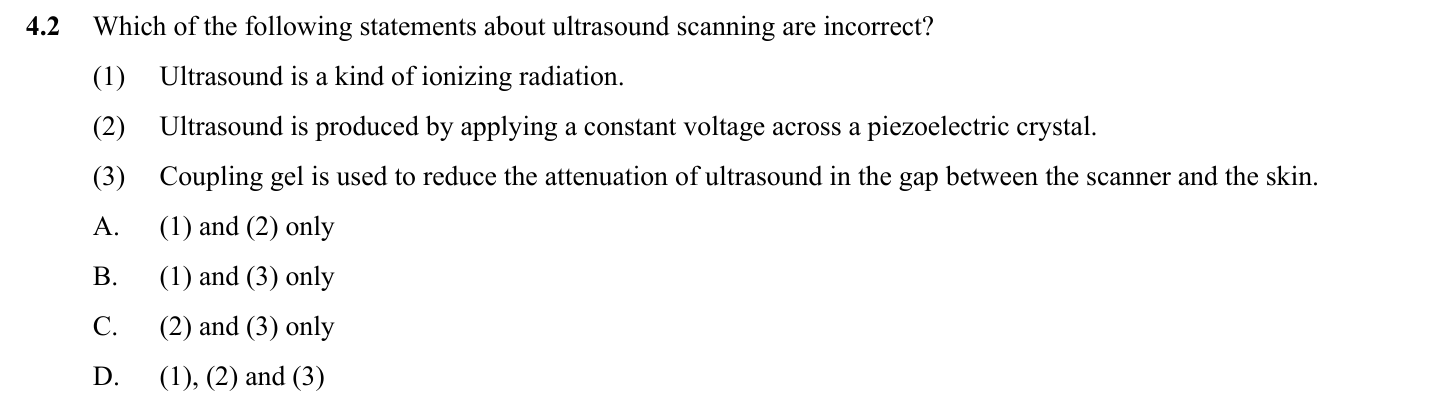 4.2 Which of the following statements about ultrasound scanning are incorrect?
(1) Ultrasound is a kind of ionizing radiation.
(2) Ultrasound is produced by applying a constant voltage across a piezoelectric crystal.
(3) Coupling gel is used to reduce the attenuation of ultrasound in the gap between the scanner and the skin.
A. (1) and (2) only
B. (1) and (3) only
C. (2) and (3) only
D. (1), (2) and (3)